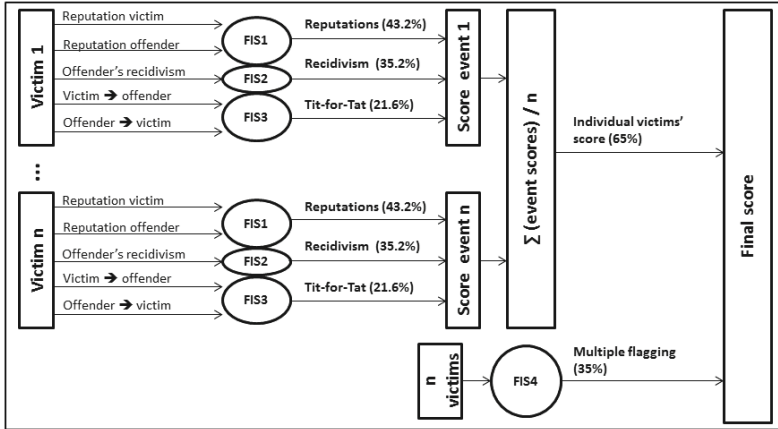 Victim 1
Reputation victim
Reputation offender
Offender's recidivism
Victim ➔ offender
Offender ➔ victim
FIS1
FIS2
FIS3
Reputations (43.2%)
Recidivism (35.2%)
Tit-for-Tat (21.6%)
Score event 1
...
Victim n
Reputation victim
Reputation offender
Offender's recidivism
Victim ➔ offender
Offender ➔ victim
FIS1
FIS2
FIS3
Reputations (43.2%)
Recidivism (35.2%)
Tit-for-Tat (21.6%)
Score event n
∑ (event scores) / n
Individual victims'
score (65%)
n
victims
FIS4
Multiple flagging
(35%)
Final score